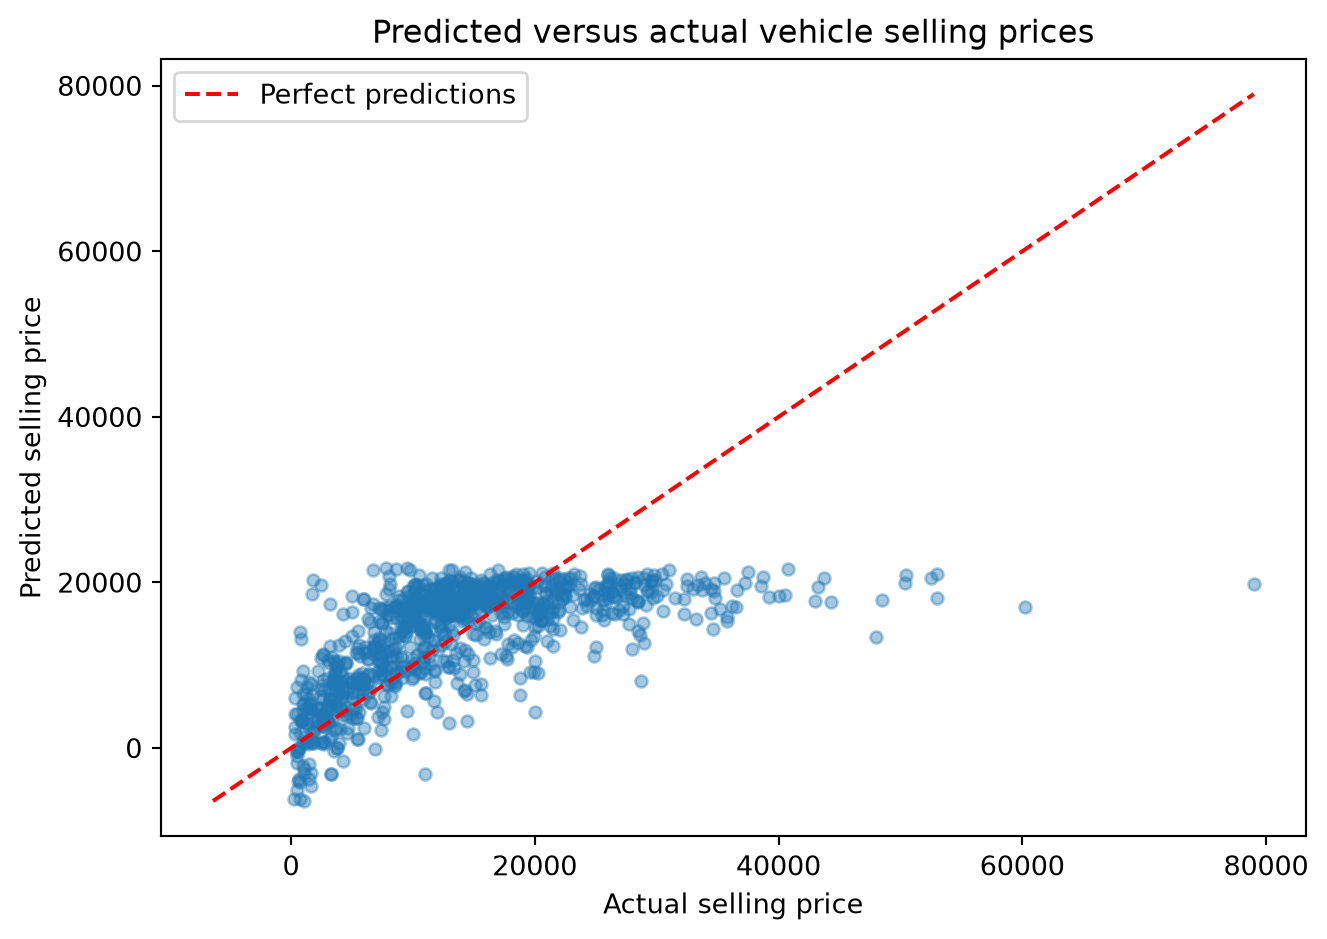 Predicted versus actual vehicle selling prices
Perfect predictions
80000
60000
40000
20000
0
Predicted selling price
0 20000 40000 60000 80000
Actual selling price